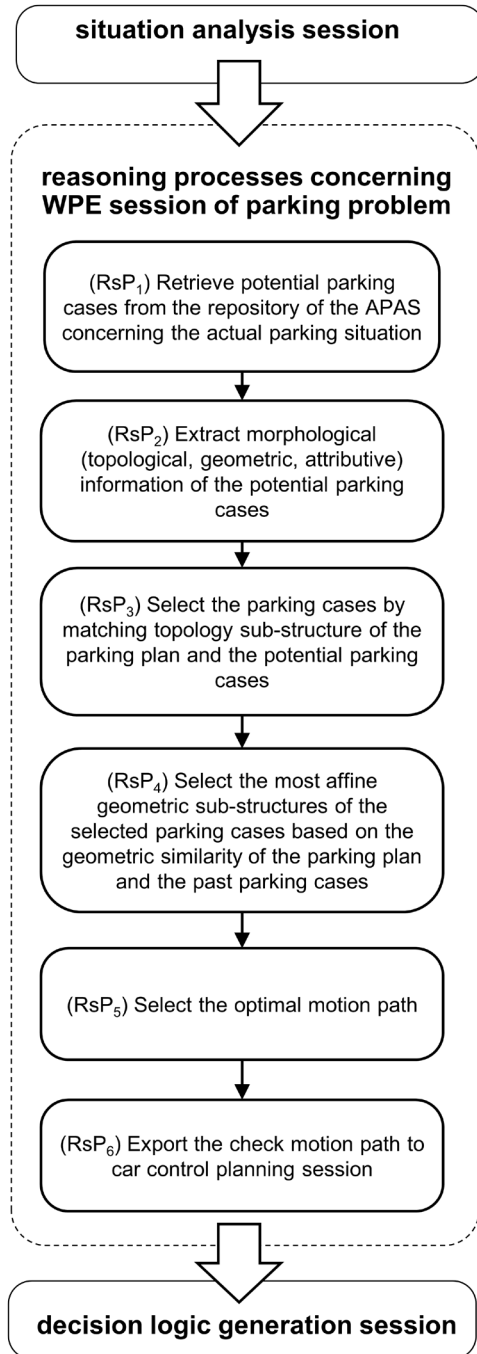 situation analysis session
reasoning processes concerning
WPE session of parking problem
(RsP₁) Retrieve potential parking
cases from the repository of the APAS
concerning the actual parking situation
(RsP₂) Extract morphological
(topological, geometric, attributive)
information of the potential parking
cases
(RsP₃) Select the parking cases by
matching topology sub-structure of the
parking plan and the potential parking
cases
(RsP₄) Select the most affine
geometric sub-structures of the
selected parking cases based on the
geometric similarity of the parking plan
and the past parking cases
(RsP₅) Select the optimal motion path
(RsP₆) Export the check motion path to
car control planning session
decision logic generation session